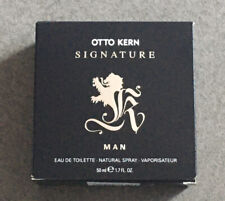 OTTO KERN
SIGNATURE
K
MAN
EAU DE TOILETTE · NATURAL SPRAY · VAPORISATEUR
50 ml ℮ 1.7 FL. OZ.